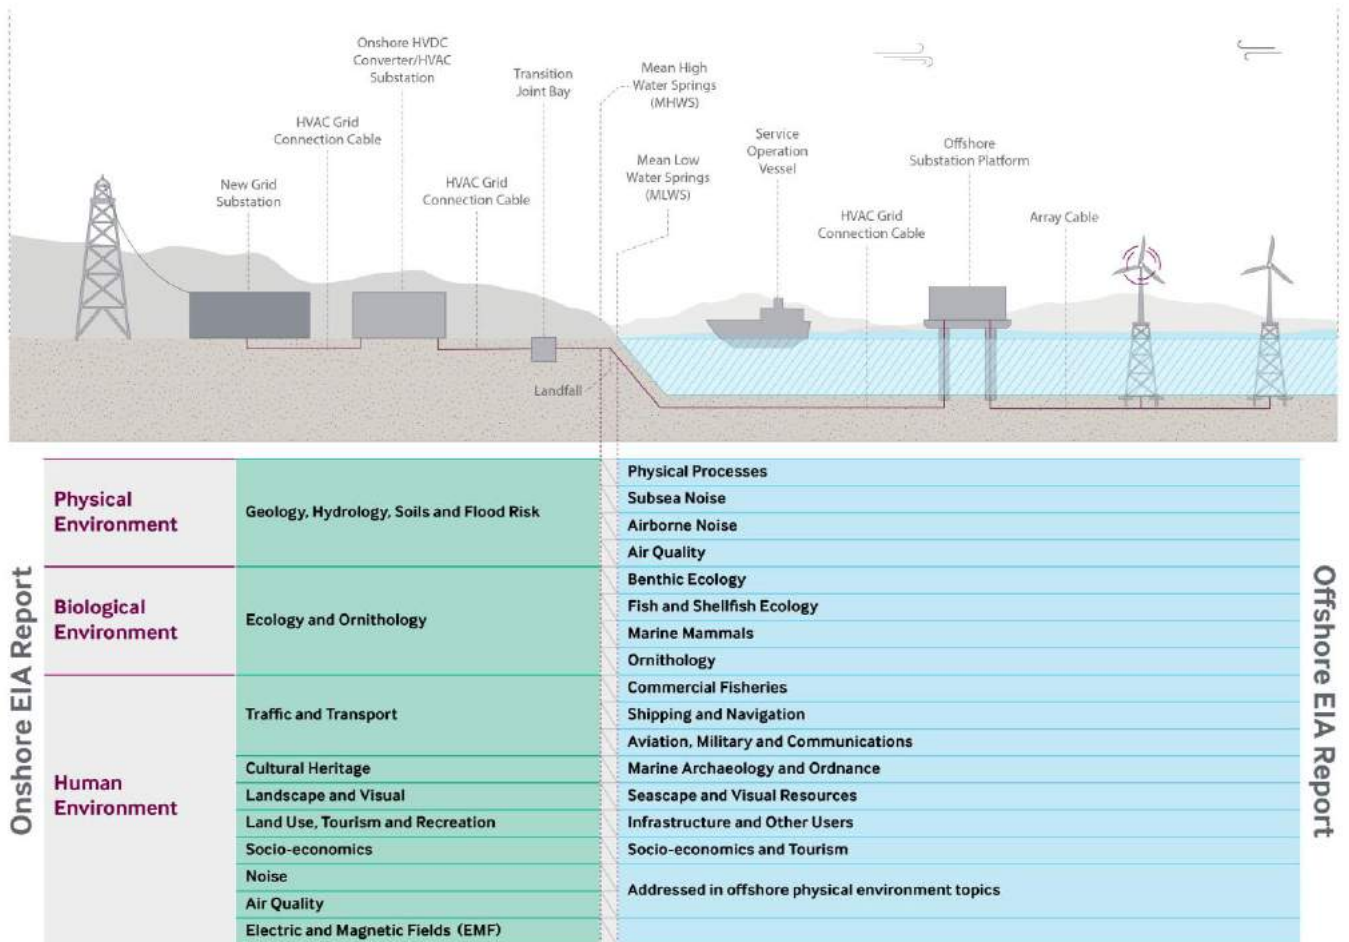 Onshore HVDC
Converter/HVAC
Substation
Transition
Joint Bay
Mean High
Water Springs
(MHWS)
HVAC Grid
Connection Cable
Service
Operation
Vessel
Offshore
Substation Platform
New Grid
Substation
HVAC Grid
Connection Cable
Mean Low
Water Springs
(MLWS)
HVAC Grid
Connection Cable
Array Cable
Landfall
Onshore EIA Report
Physical
Environment
Geology, Hydrology, Soils and Flood Risk
Physical Processes
Subsea Noise
Airborne Noise
Air Quality
Biological
Environment
Ecology and Ornithology
Benthic Ecology
Fish and Shellfish Ecology
Marine Mammals
Ornithology
Human
Environment
Traffic and Transport
Commercial Fisheries
Shipping and Navigation
Aviation, Military and Communications
Cultural Heritage
Marine Archaeology and Ordnance
Landscape and Visual
Seascape and Visual Resources
Land Use, Tourism and Recreation
Infrastructure and Other Users
Socio-economics
Socio-economics and Tourism
Noise
Addressed in offshore physical environment topics
Air Quality
Electric and Magnetic Fields (EMF)
Offshore EIA Report